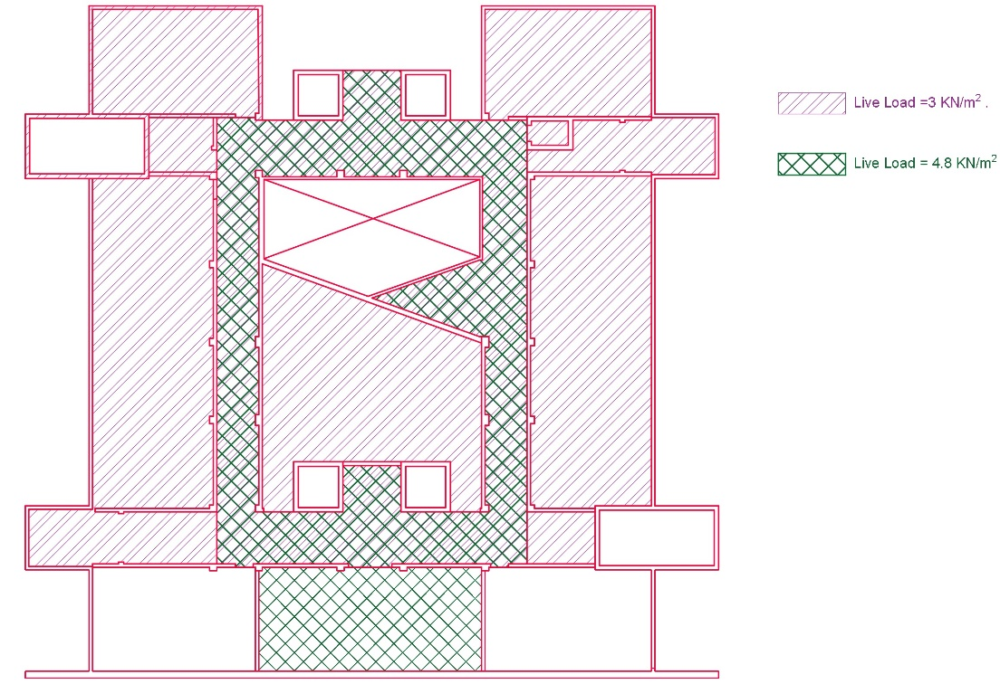 Live Load =3 KN/m² .
Live Load = 4.8 KN/m²